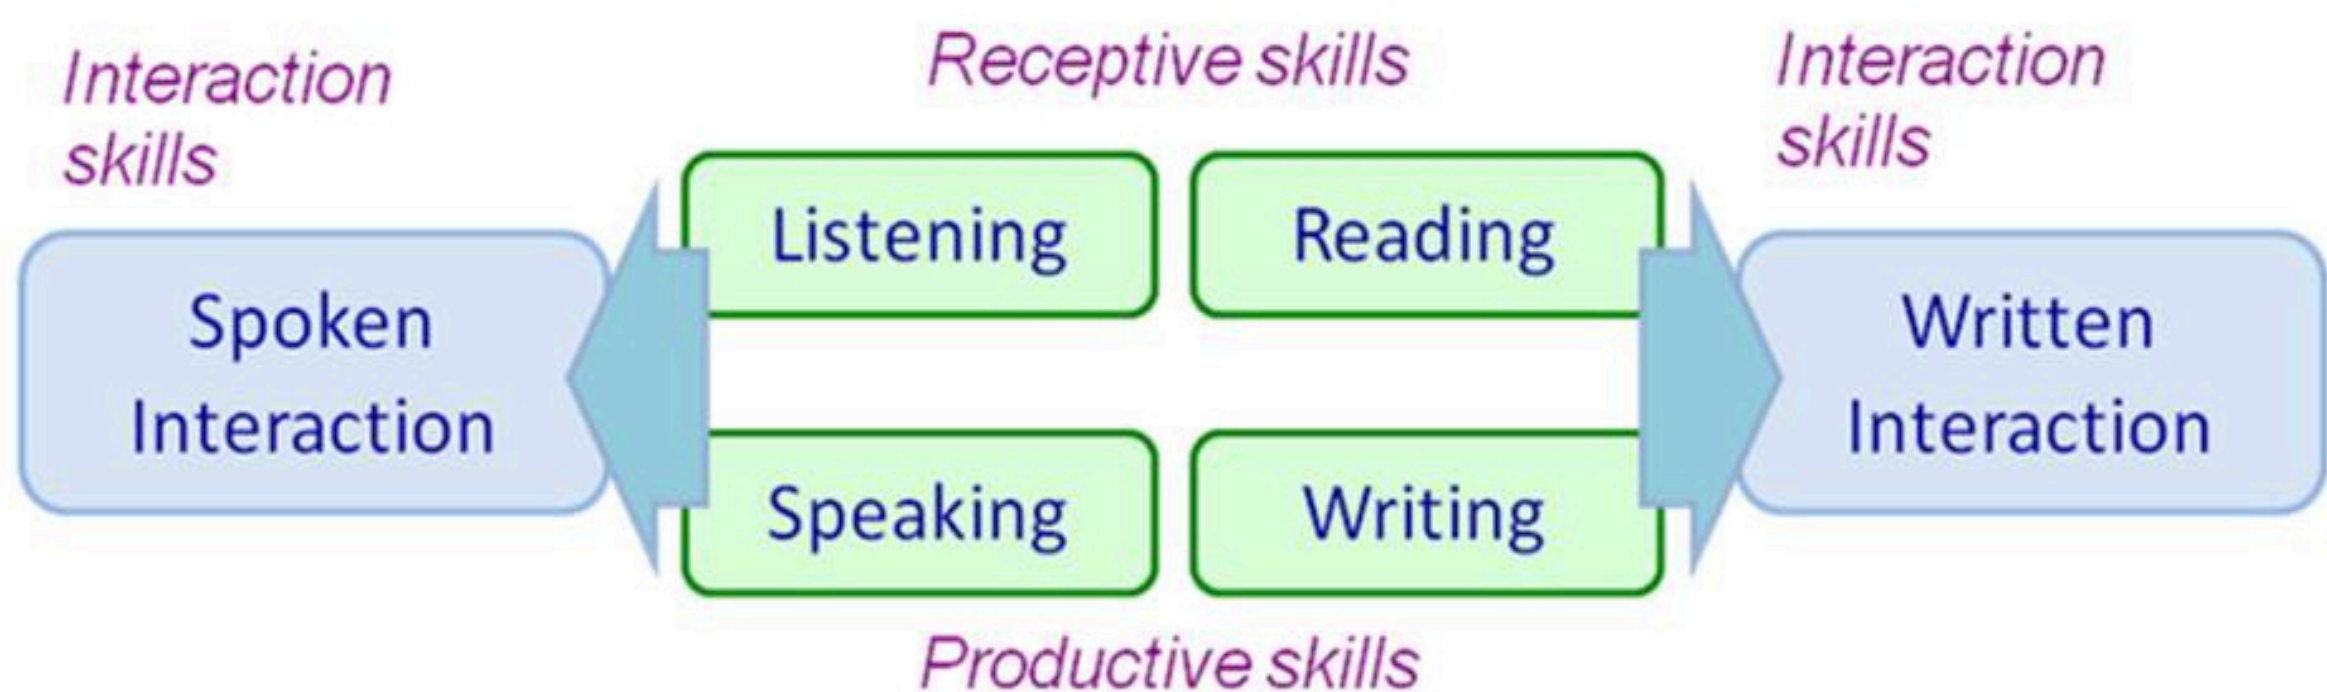 Interaction
skills
Receptive skills
Interaction
skills
Listening
Reading
Spoken
Interaction
Written
Interaction
Speaking
Writing
Productive skills